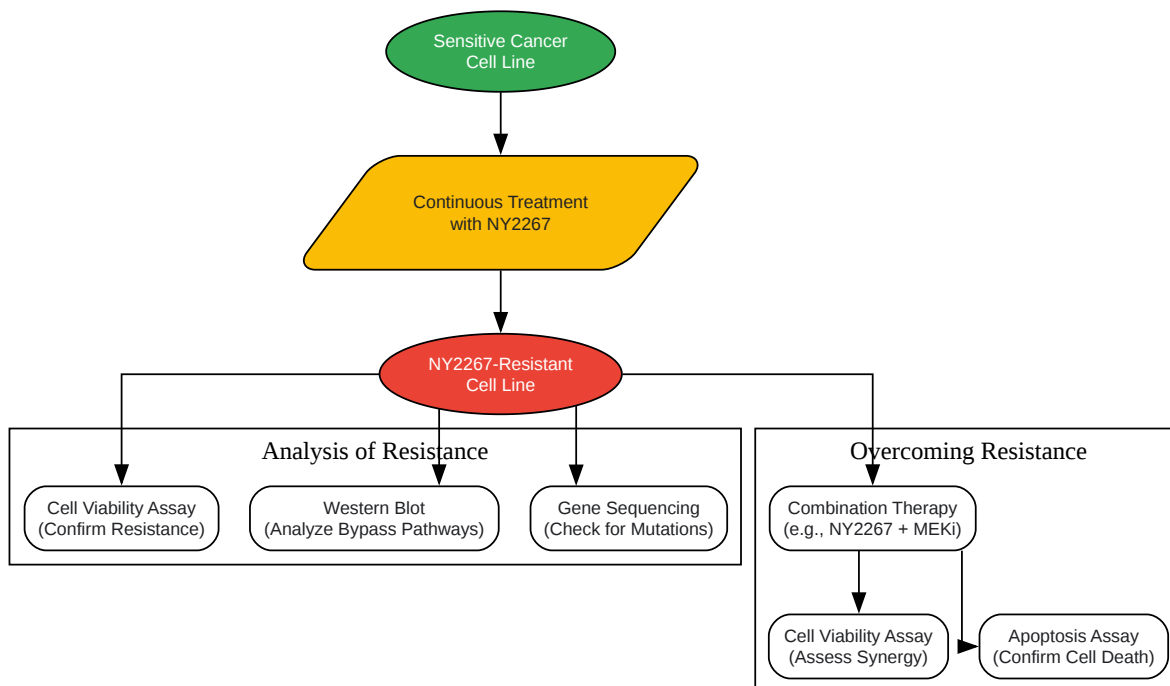 Sensitive Cancer
Cell Line
Continuous Treatment
with NY2267
NY2267-Resistant
Cell Line
Analysis of Resistance
Cell Viability Assay
(Confirm Resistance)
Western Blot
(Analyze Bypass Pathways)
Gene Sequencing
(Check for Mutations)
Overcoming Resistance
Combination Therapy
(e.g., NY2267 + MEKi)
Cell Viability Assay
(Assess Synergy)
Apoptosis Assay
(Confirm Cell Death)